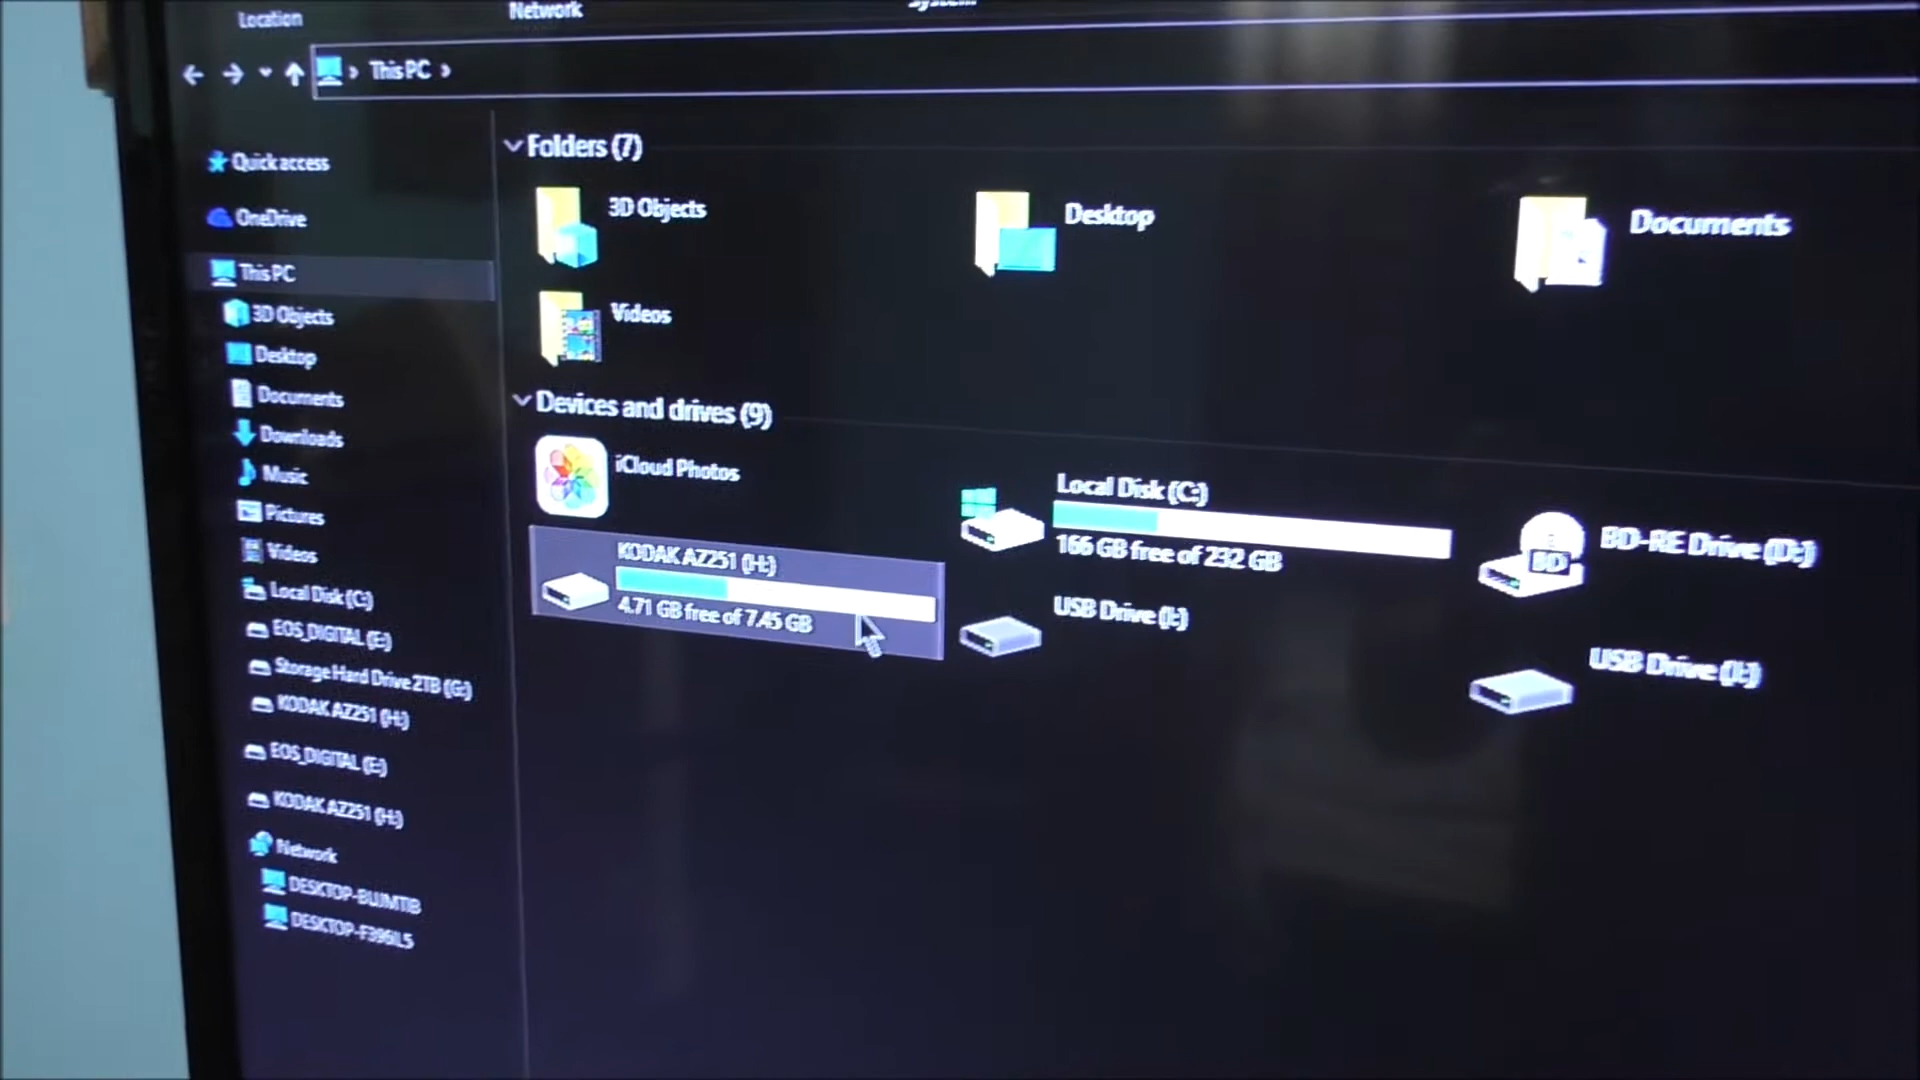 Location
Network
System
This PC
Quick access
OneDrive
This PC
3D Objects
Desktop
Documents
Downloads
Music
Pictures
Videos
Local Disk (C:)
EOS_DIGITAL (E:)
Storage Hard Drive 2TB (G:)
KODAK AZ251 (H:)
EOS_DIGITAL (E:)
KODAK AZ251 (H:)
Network
Folders (7)
3D Objects
Desktop
Documents
Videos
Devices and drives (9)
iCloud Photos
Local Disk (C:)
166 GB free of 232 GB
BD-RE Drive (D:)
BD
KODAK AZ251 (H:)
4.71 GB free of 7.45 GB
USB Drive (I:)